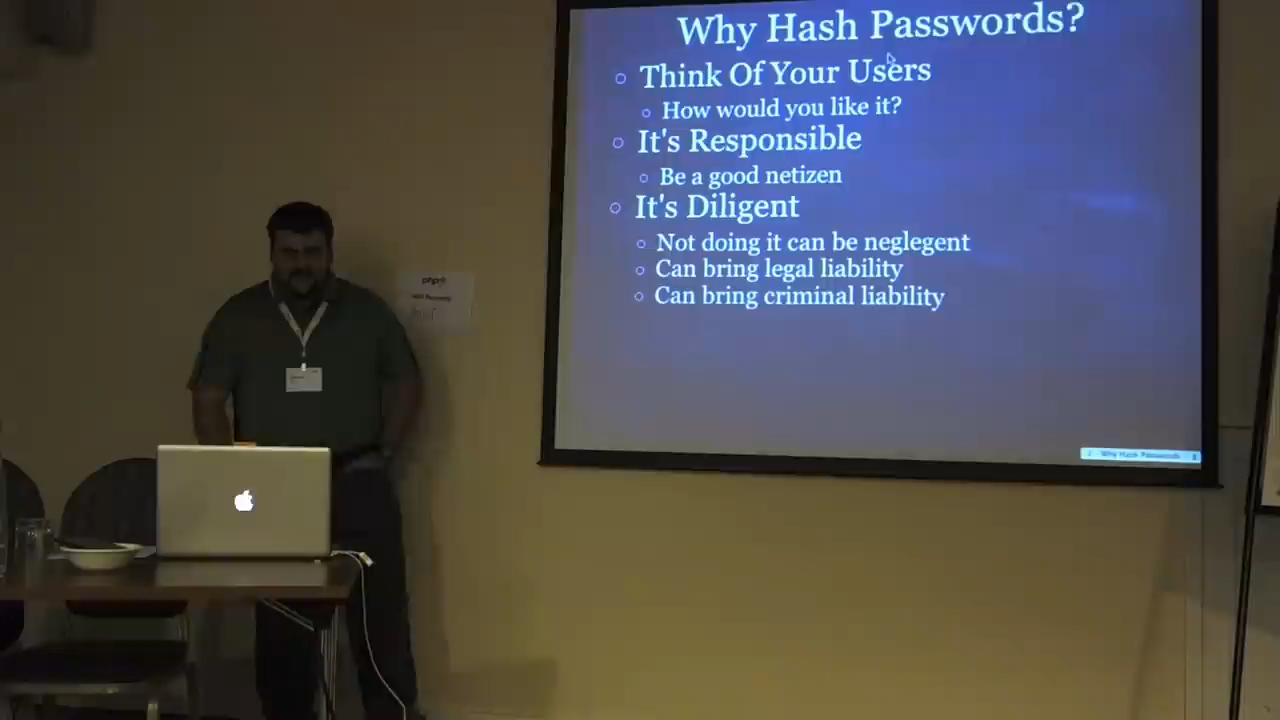 Why Hash Passwords?
Think Of Your Users
How would you like it?
It's Responsible
Be a good netizen
It's Diligent
Not doing it can be neglegent
Can bring legal liability
Can bring criminal liability
Why Hash Passwords
php